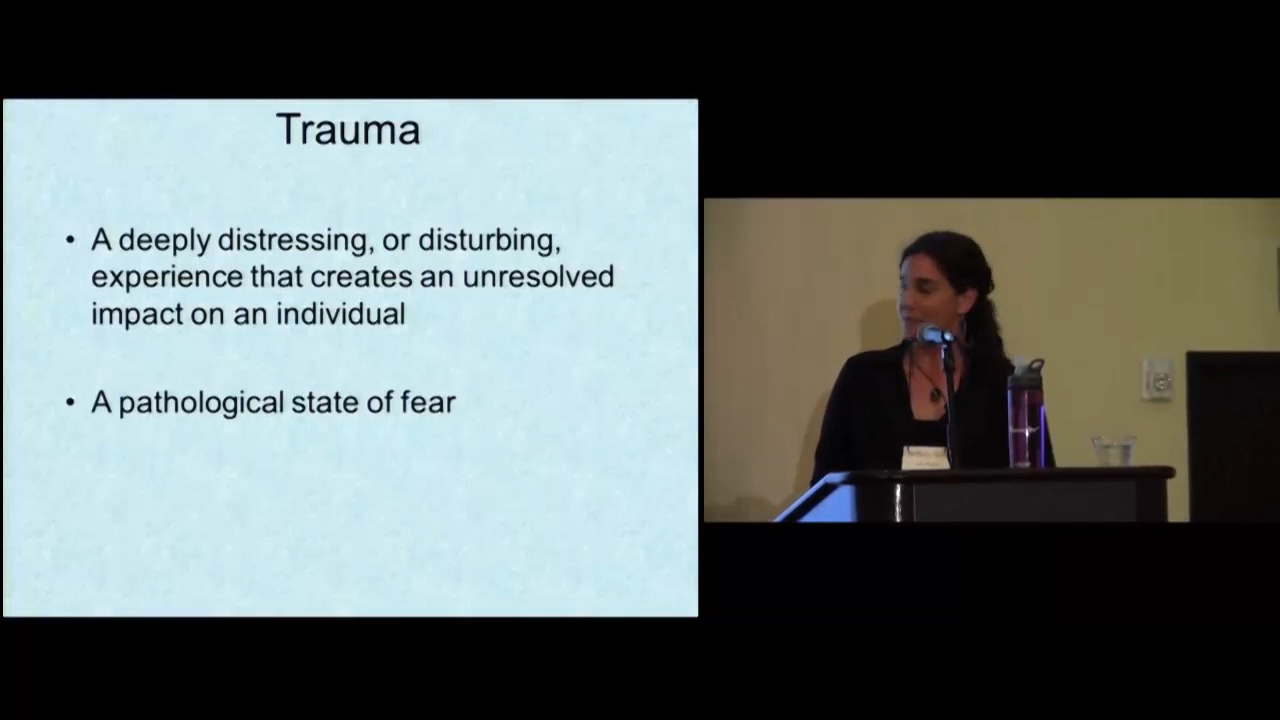 Trauma
• A deeply distressing, or disturbing,
experience that creates an unresolved
impact on an individual
• A pathological state of fear